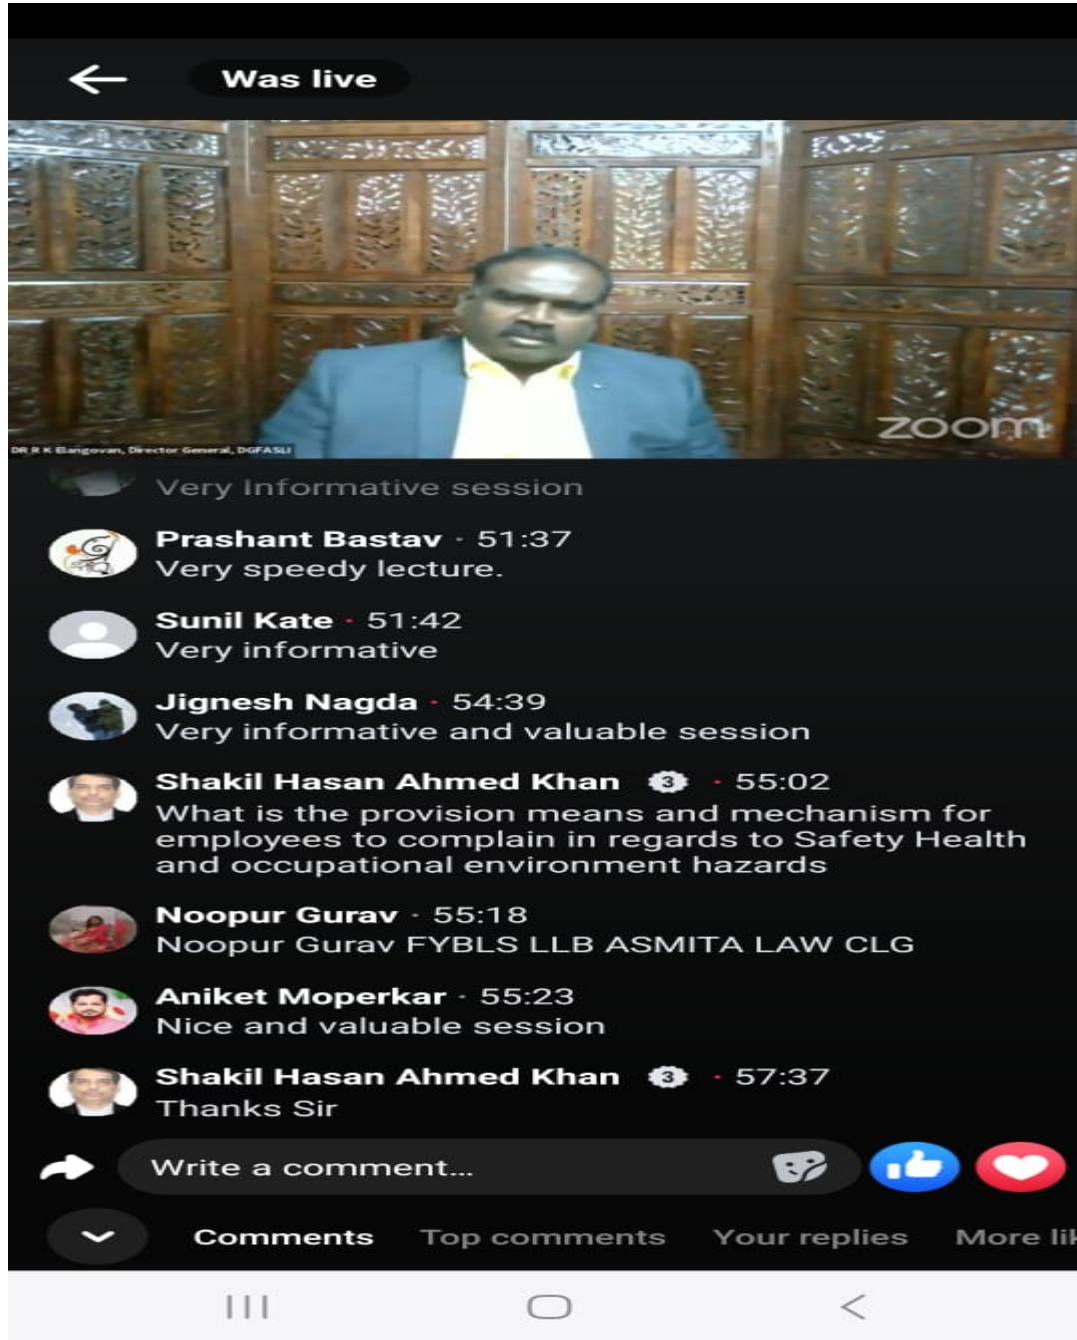 Was live
zoom
DR R K Elangovan, Director General, DGFASLI
Very Informative session
Prashant Bastav · 51:37
Very speedy lecture.
Sunil Kate · 51:42
Very informative
Jignesh Nagda · 54:39
Very informative and valuable session
Shakil Hasan Ahmed Khan 3 · 55:02
What is the provision means and mechanism for
employees to complain in regards to Safety Health
and occupational environment hazards
Noopur Gurav · 55:18
Noopur Gurav FYBLS LLB ASMITA LAW CLG
Aniket Moperkar · 55:23
Nice and valuable session
Shakil Hasan Ahmed Khan 3 · 57:37
Thanks Sir
Write a comment...
Comments Top comments Your replies More lik